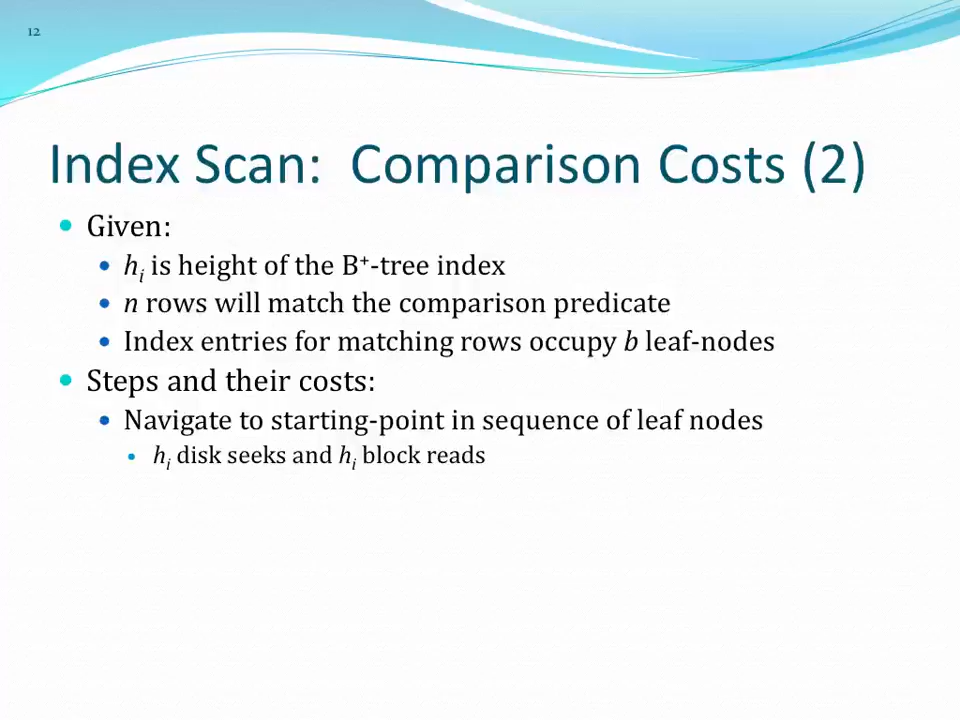 12
Index Scan: Comparison Costs (2)
Given:
hᵢ is height of the B⁺-tree index
n rows will match the comparison predicate
Index entries for matching rows occupy b leaf-nodes
Steps and their costs:
Navigate to starting-point in sequence of leaf nodes
hᵢ disk seeks and hᵢ block reads